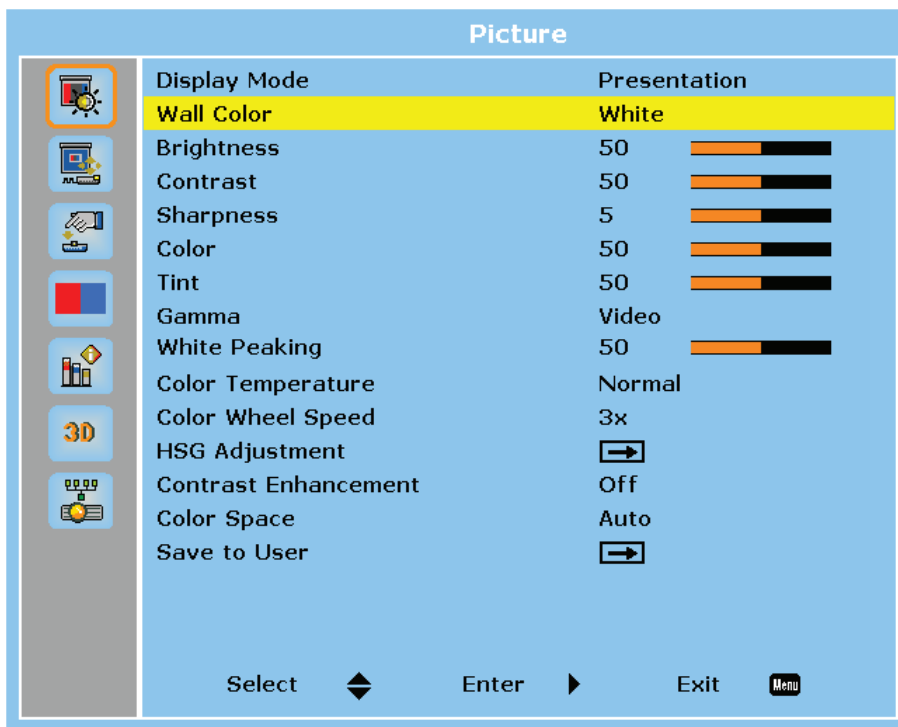 Picture
Display Mode Presentation
Wall Color White
Brightness 50
Contrast 50
Sharpness 5
Color 50
Tint 50
Gamma Video
White Peaking 50
Color Temperature Normal
Color Wheel Speed 3x
3D
HSG Adjustment
Contrast Enhancement Off
Color Space Auto
Save to User
Select Enter Exit Menu